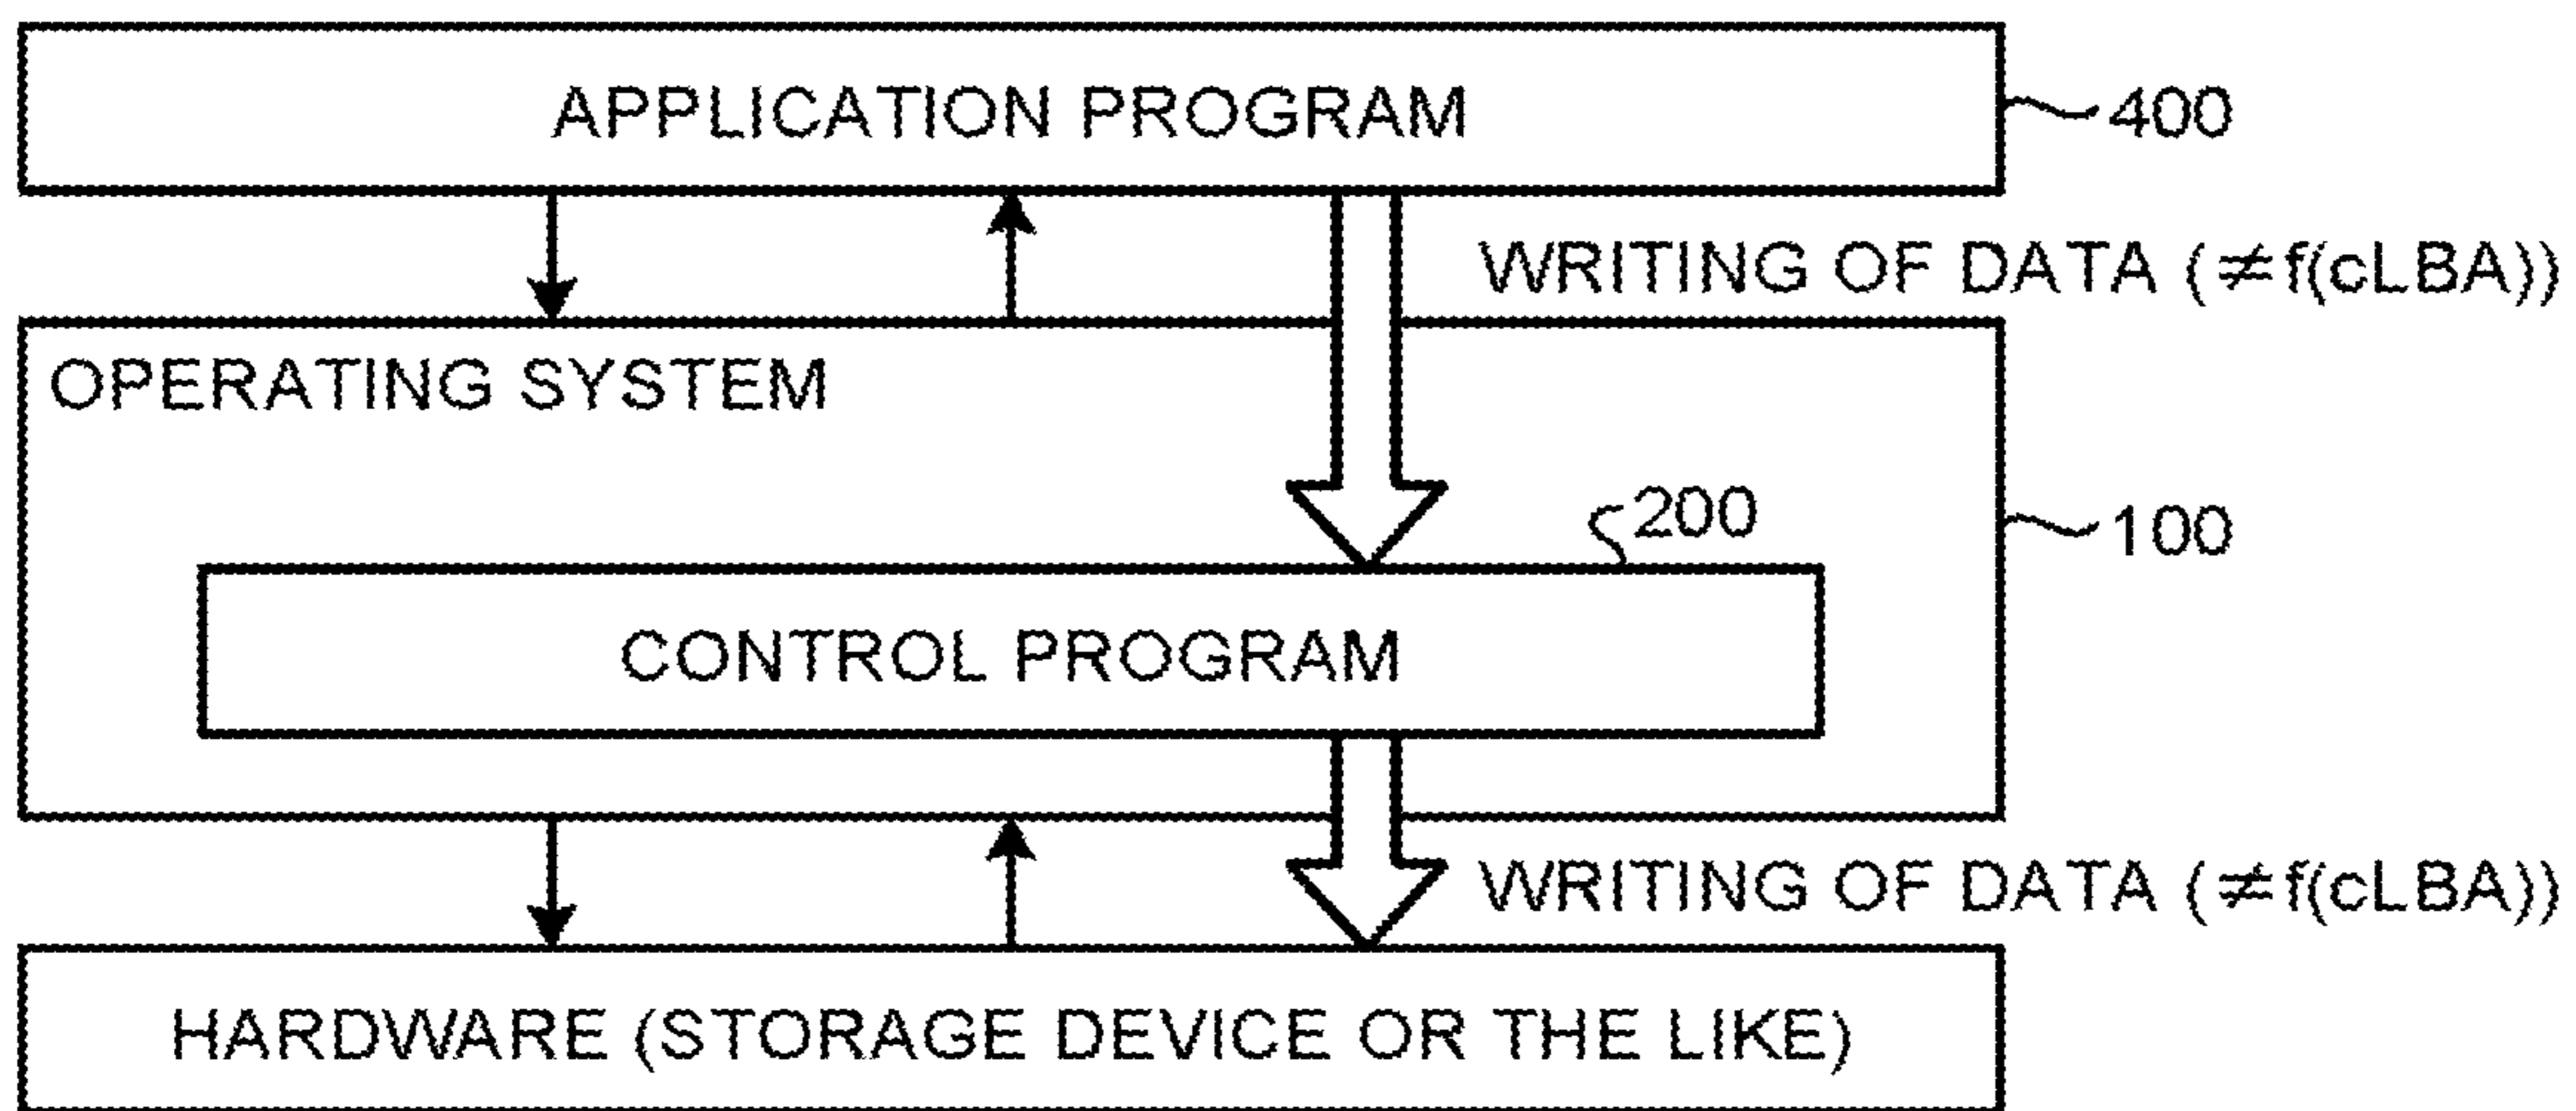 APPLICATION PROGRAM
400
WRITING OF DATA (≠f(cLBA))
OPERATING SYSTEM
200
100
CONTROL PROGRAM
WRITING OF DATA (≠f(cLBA))
HARDWARE (STORAGE DEVICE OR THE LIKE)